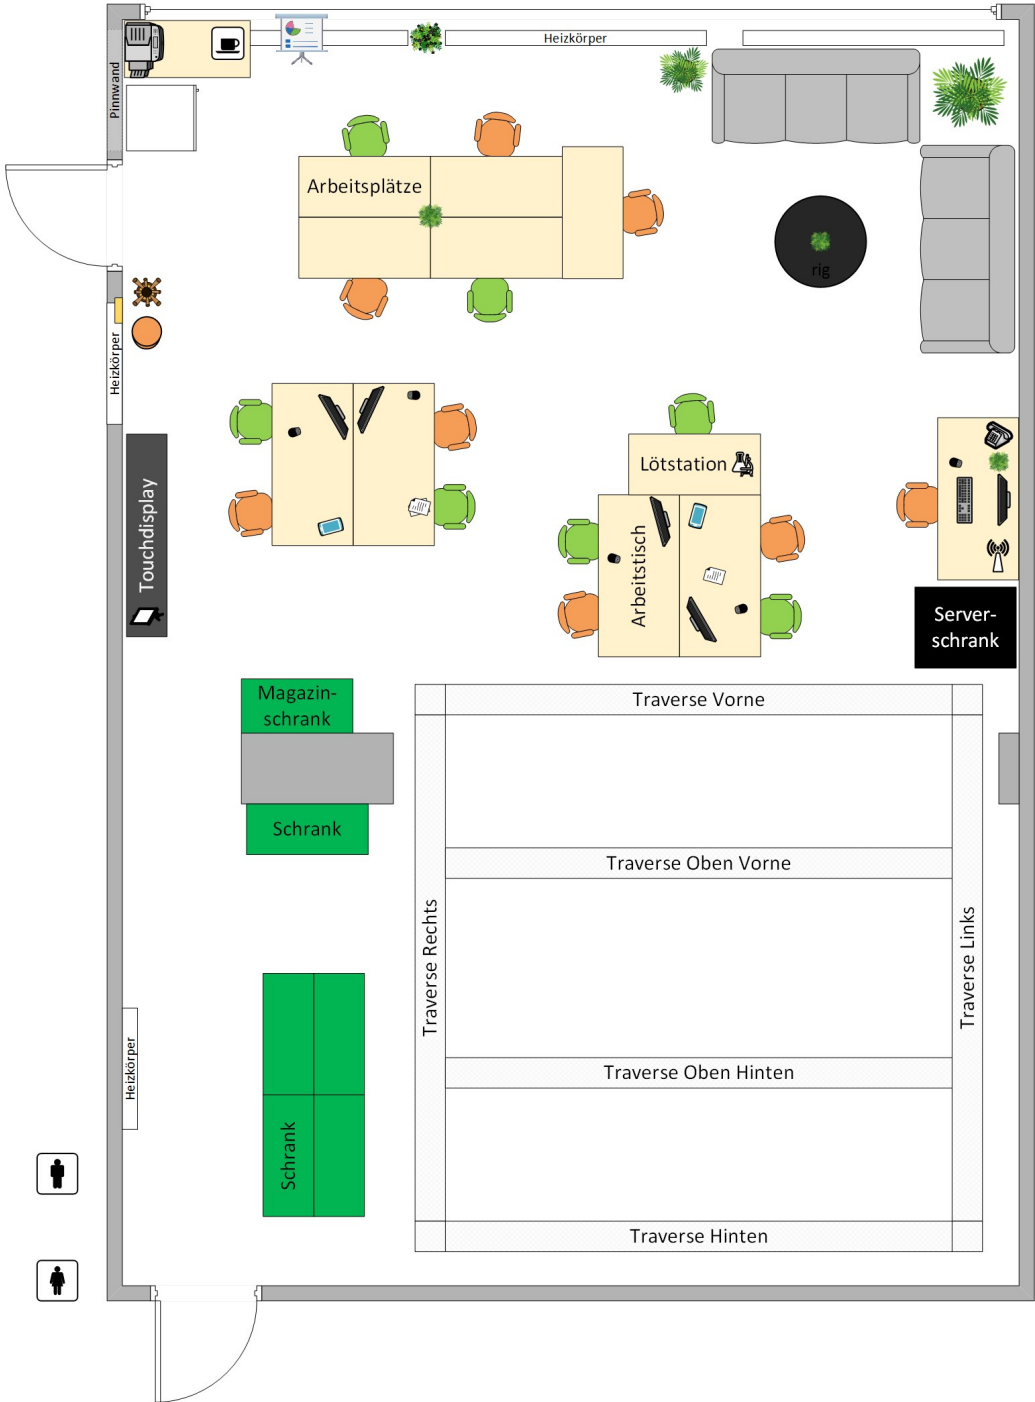 Heizkörper
Pinnwand
Arbeitsplätze
rig
Heizkörper
Touchdisplay
Lötstation
Arbeitstisch
Server-
schrank
Magazin-
schrank
Schrank
Traverse Vorne
Traverse Oben Vorne
Traverse Rechts
Traverse Links
Traverse Oben Hinten
Heizkörper
Schrank
Traverse Hinten